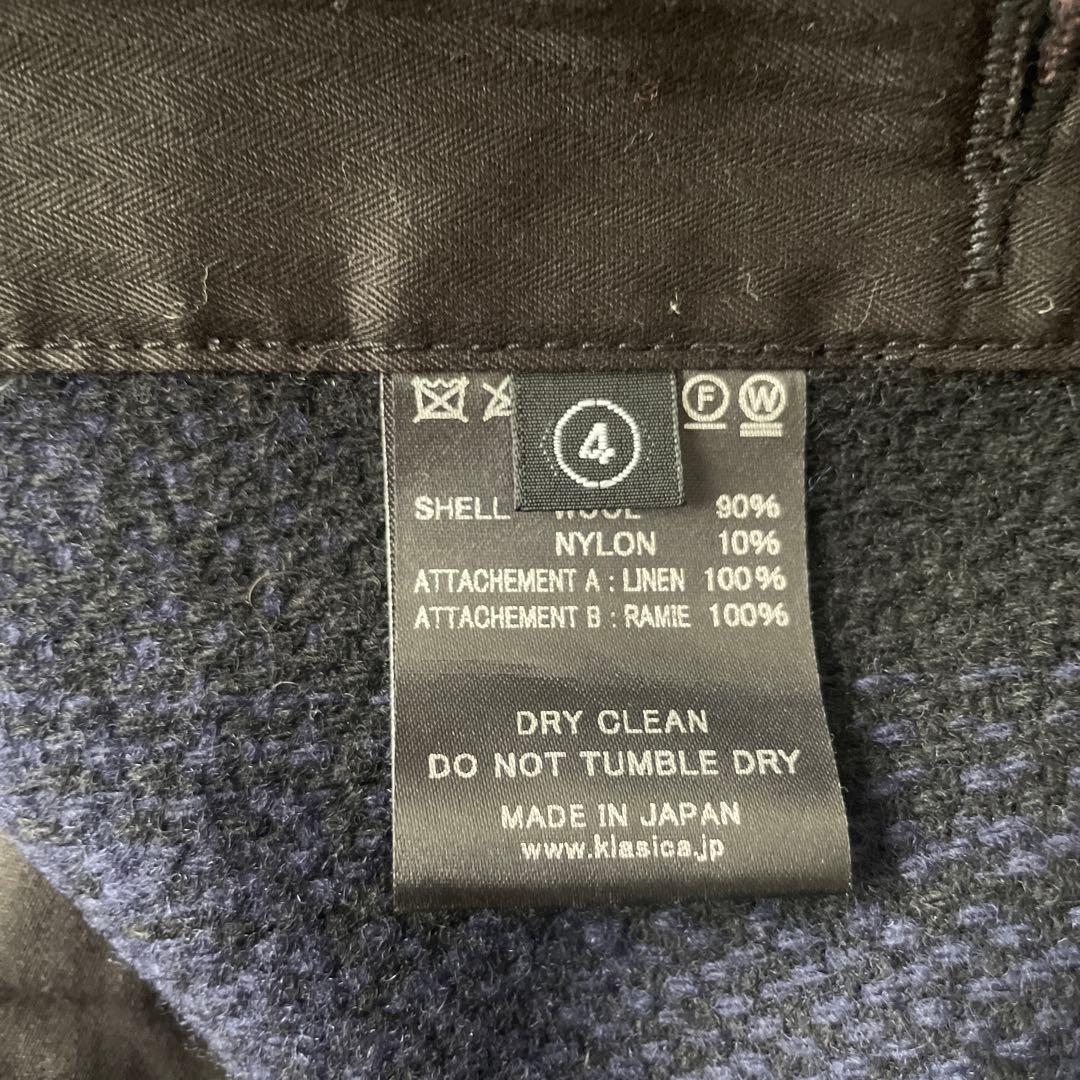 F W
4
SHELL WOOL 90%
NYLON 10%
ATTACHEMENT A : LINEN 100%
ATTACHEMENT B : RAMIE 100%
DRY CLEAN
DO NOT TUMBLE DRY
MADE IN JAPAN
www.klasica.jp